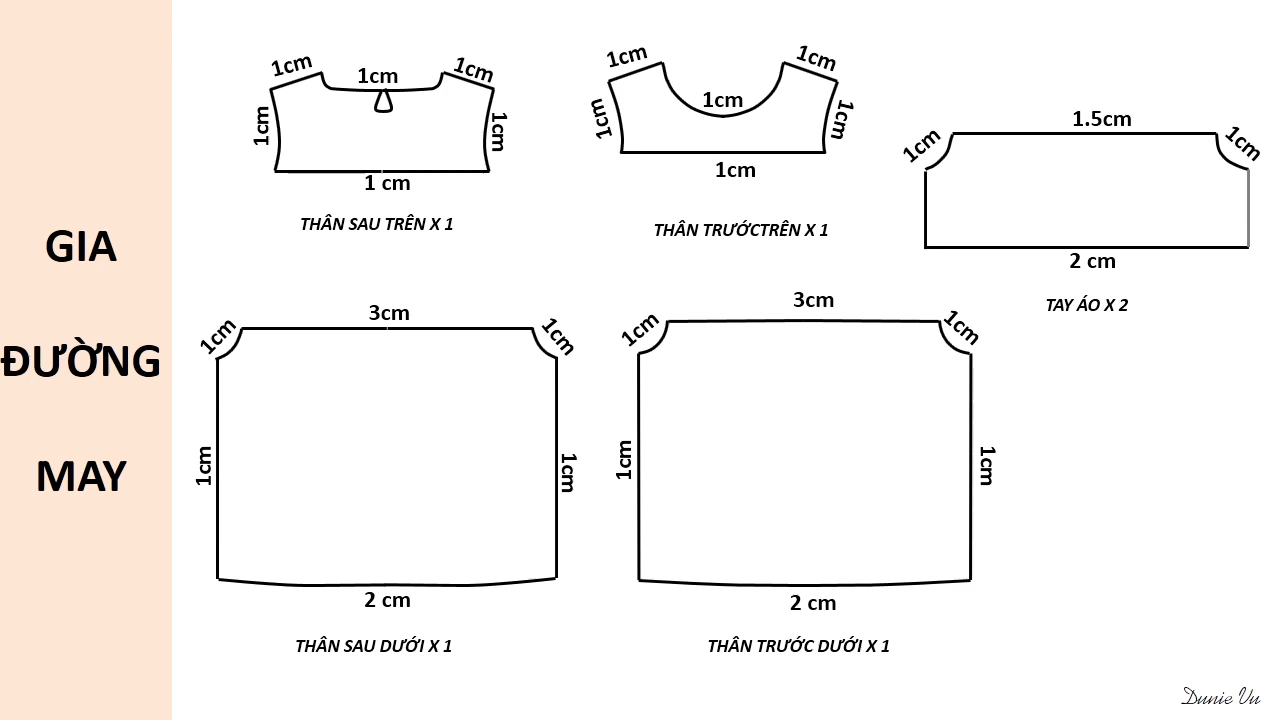 GIA
ĐƯỜNG
MAY
1cm
1cm
1cm
1cm
1cm
1 cm
THÂN SAU TRÊN X 1
1cm
1cm
1cm
1cm
1cm
1cm
THÂN TRƯỚCTRÊN X 1
1.5cm
1cm
1cm
2 cm
TAY ÁO X 2
3cm
1cm
1cm
1cm
1cm
2 cm
THÂN SAU DƯỚI X 1
3cm
1cm
1cm
1cm
1cm
2 cm
THÂN TRƯỚC DƯỚI X 1
Dunie Vu